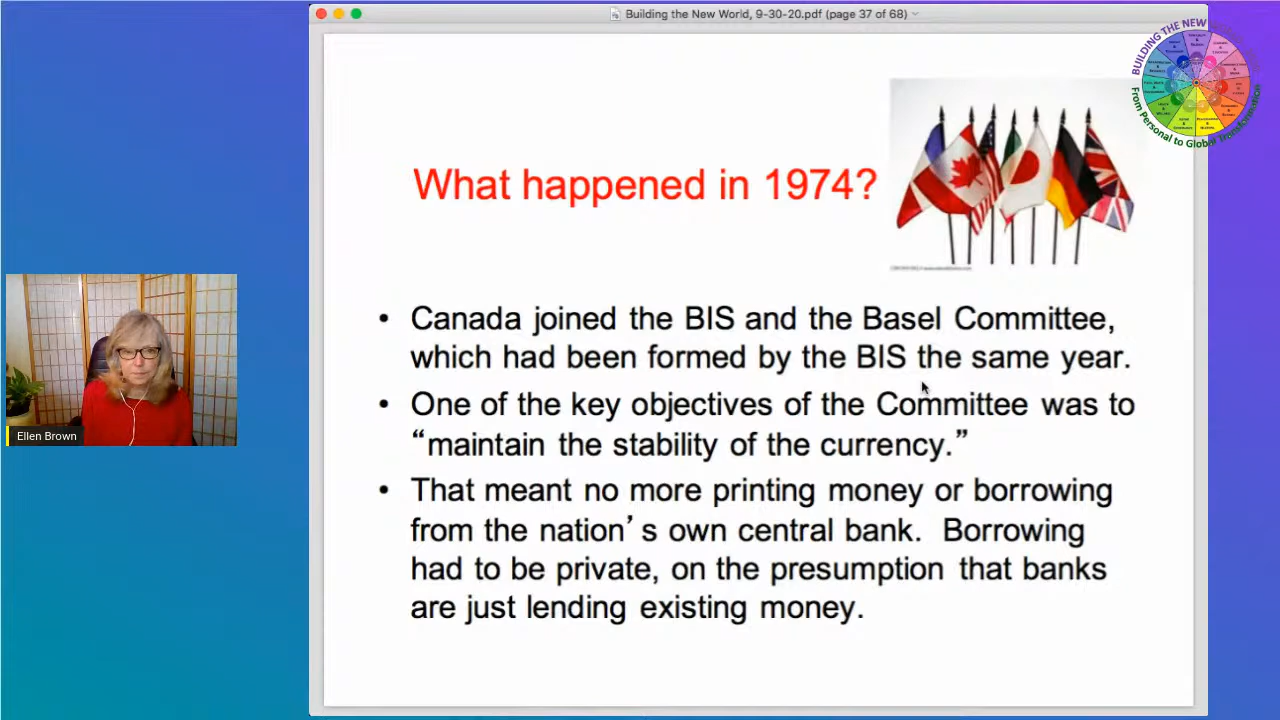 Building the New World, 9-30-20.pdf (page 37 of 68)
BUILDING THE NEW
From Personal to Global Transformation
What happened in 1974?
• Canada joined the BIS and the Basel Committee,
which had been formed by the BIS the same year.
• One of the key objectives of the Committee was to
“maintain the stability of the currency.”
• That meant no more printing money or borrowing
from the nation’s own central bank.  Borrowing
had to be private, on the presumption that banks
are just lending existing money.
Ellen Brown